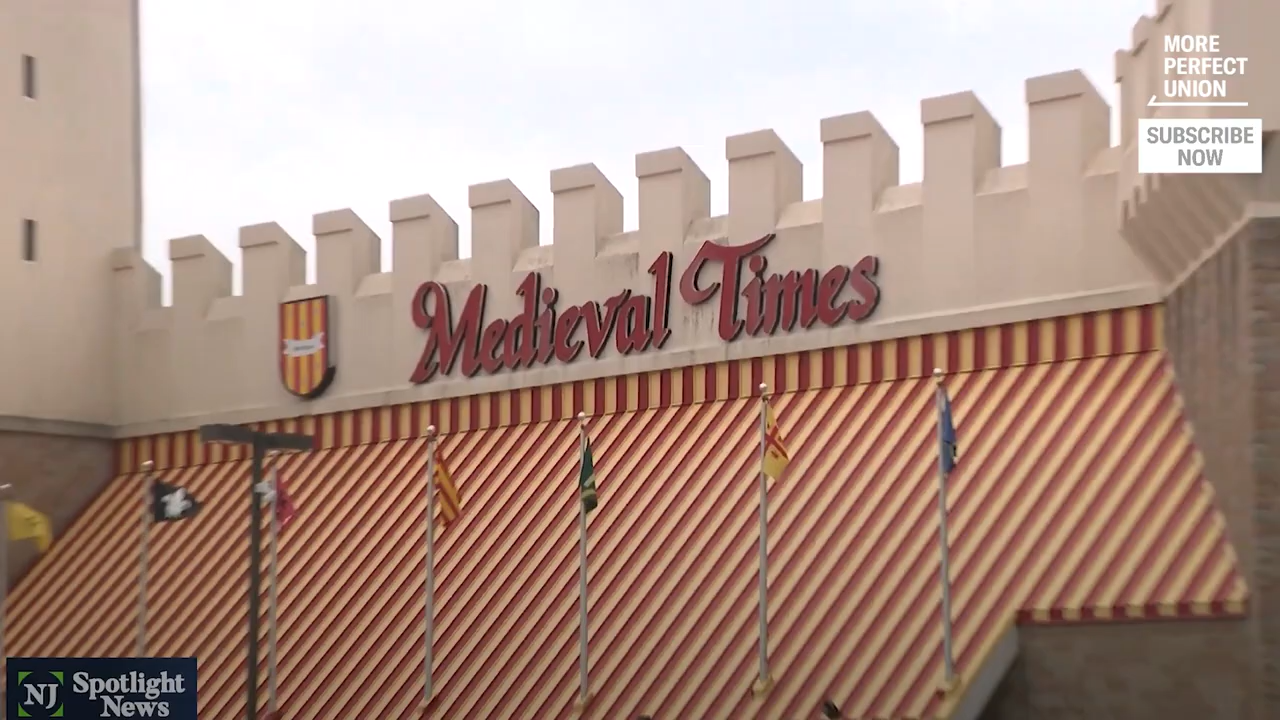 MORE
PERFECT
UNION
SUBSCRIBE
NOW
Medieval Times
NJ Spotlight
News